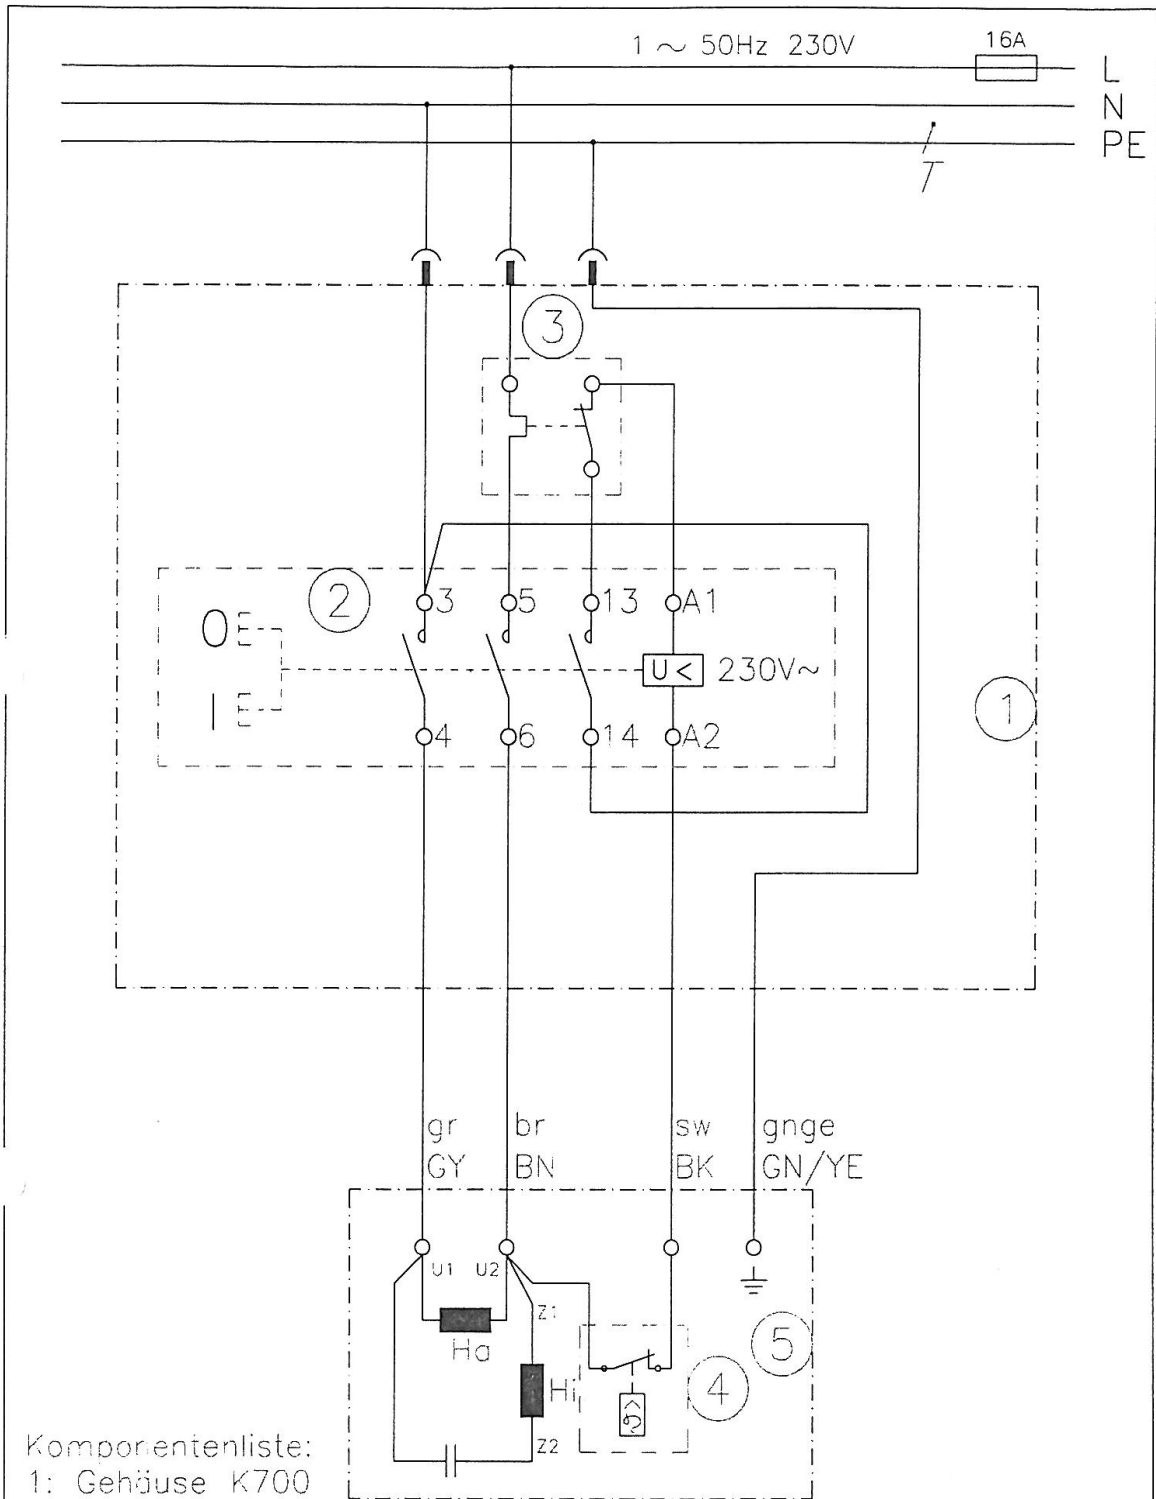 1 ~ 50Hz 230V
16A
L
N
PE
3
2
3
5
13
A1
O
U<
230V~
I
1
4
6
14
A2
gr
br
sw
gnge
GY
BN
BK
GN/YE
U1
U2
Z1
5
Ha
Hi
4
ϑ>
Z2
Komponentenliste:
1: Gehäuse K700